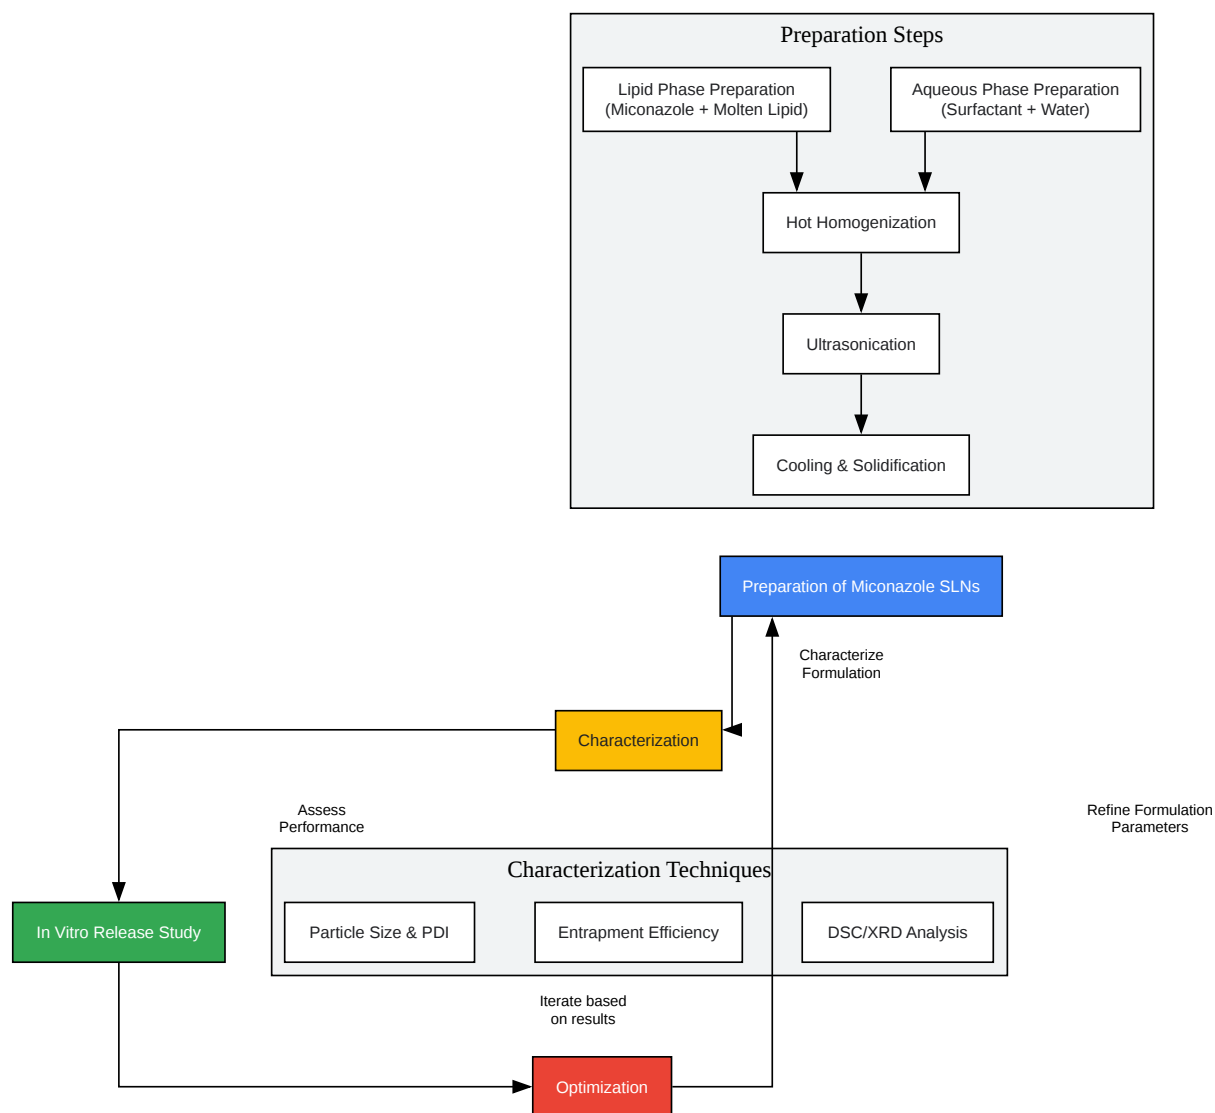 Preparation Steps
Lipid Phase Preparation
(Miconazole + Molten Lipid)
Aqueous Phase Preparation
(Surfactant + Water)
Hot Homogenization
Ultrasonication
Cooling & Solidification
Preparation of Miconazole SLNs
Characterize
Formulation
Characterization
Assess
Performance
Refine Formulation
Parameters
Characterization Techniques
In Vitro Release Study
Particle Size & PDI
Entrapment Efficiency
DSC/XRD Analysis
Iterate based
on results
Optimization